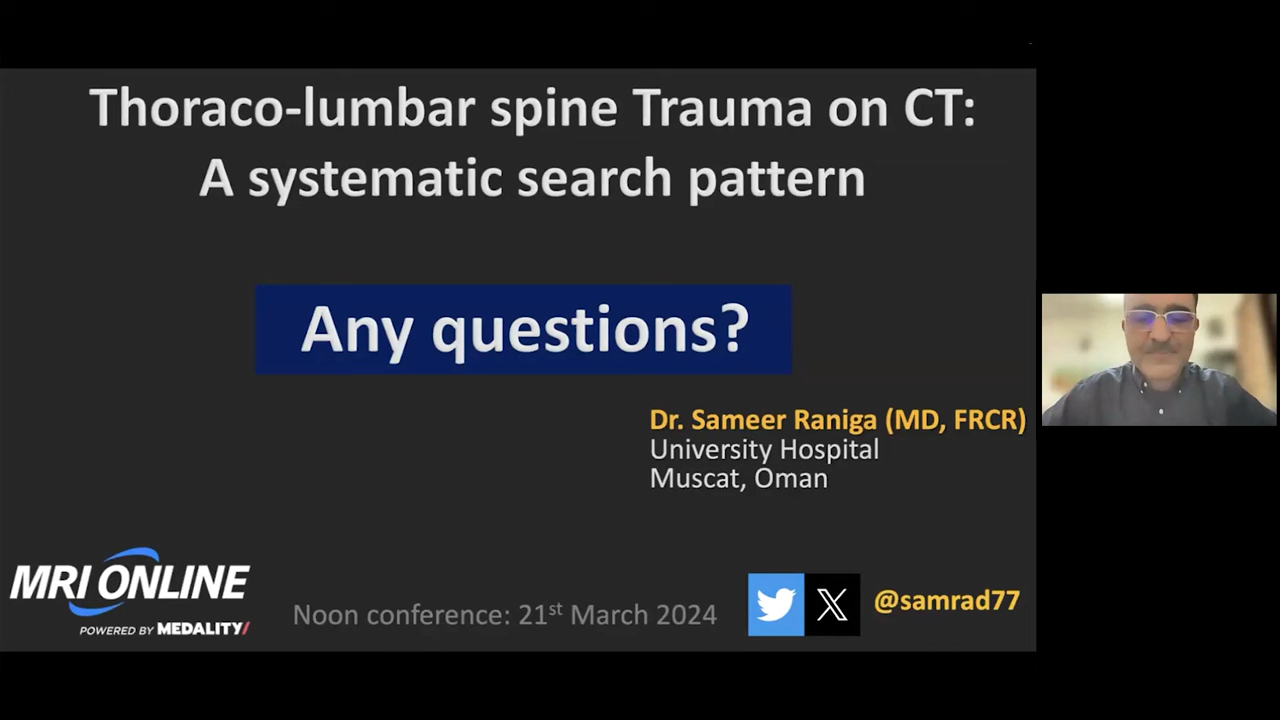 Thoraco-lumbar spine Trauma on CT:
A systematic search pattern
Any questions?
Dr. Sameer Raniga (MD, FRCR)
University Hospital
Muscat, Oman
MRI ONLINE
POWERED BY MEDALITY/
Noon conference: 21st March 2024
@samrad77